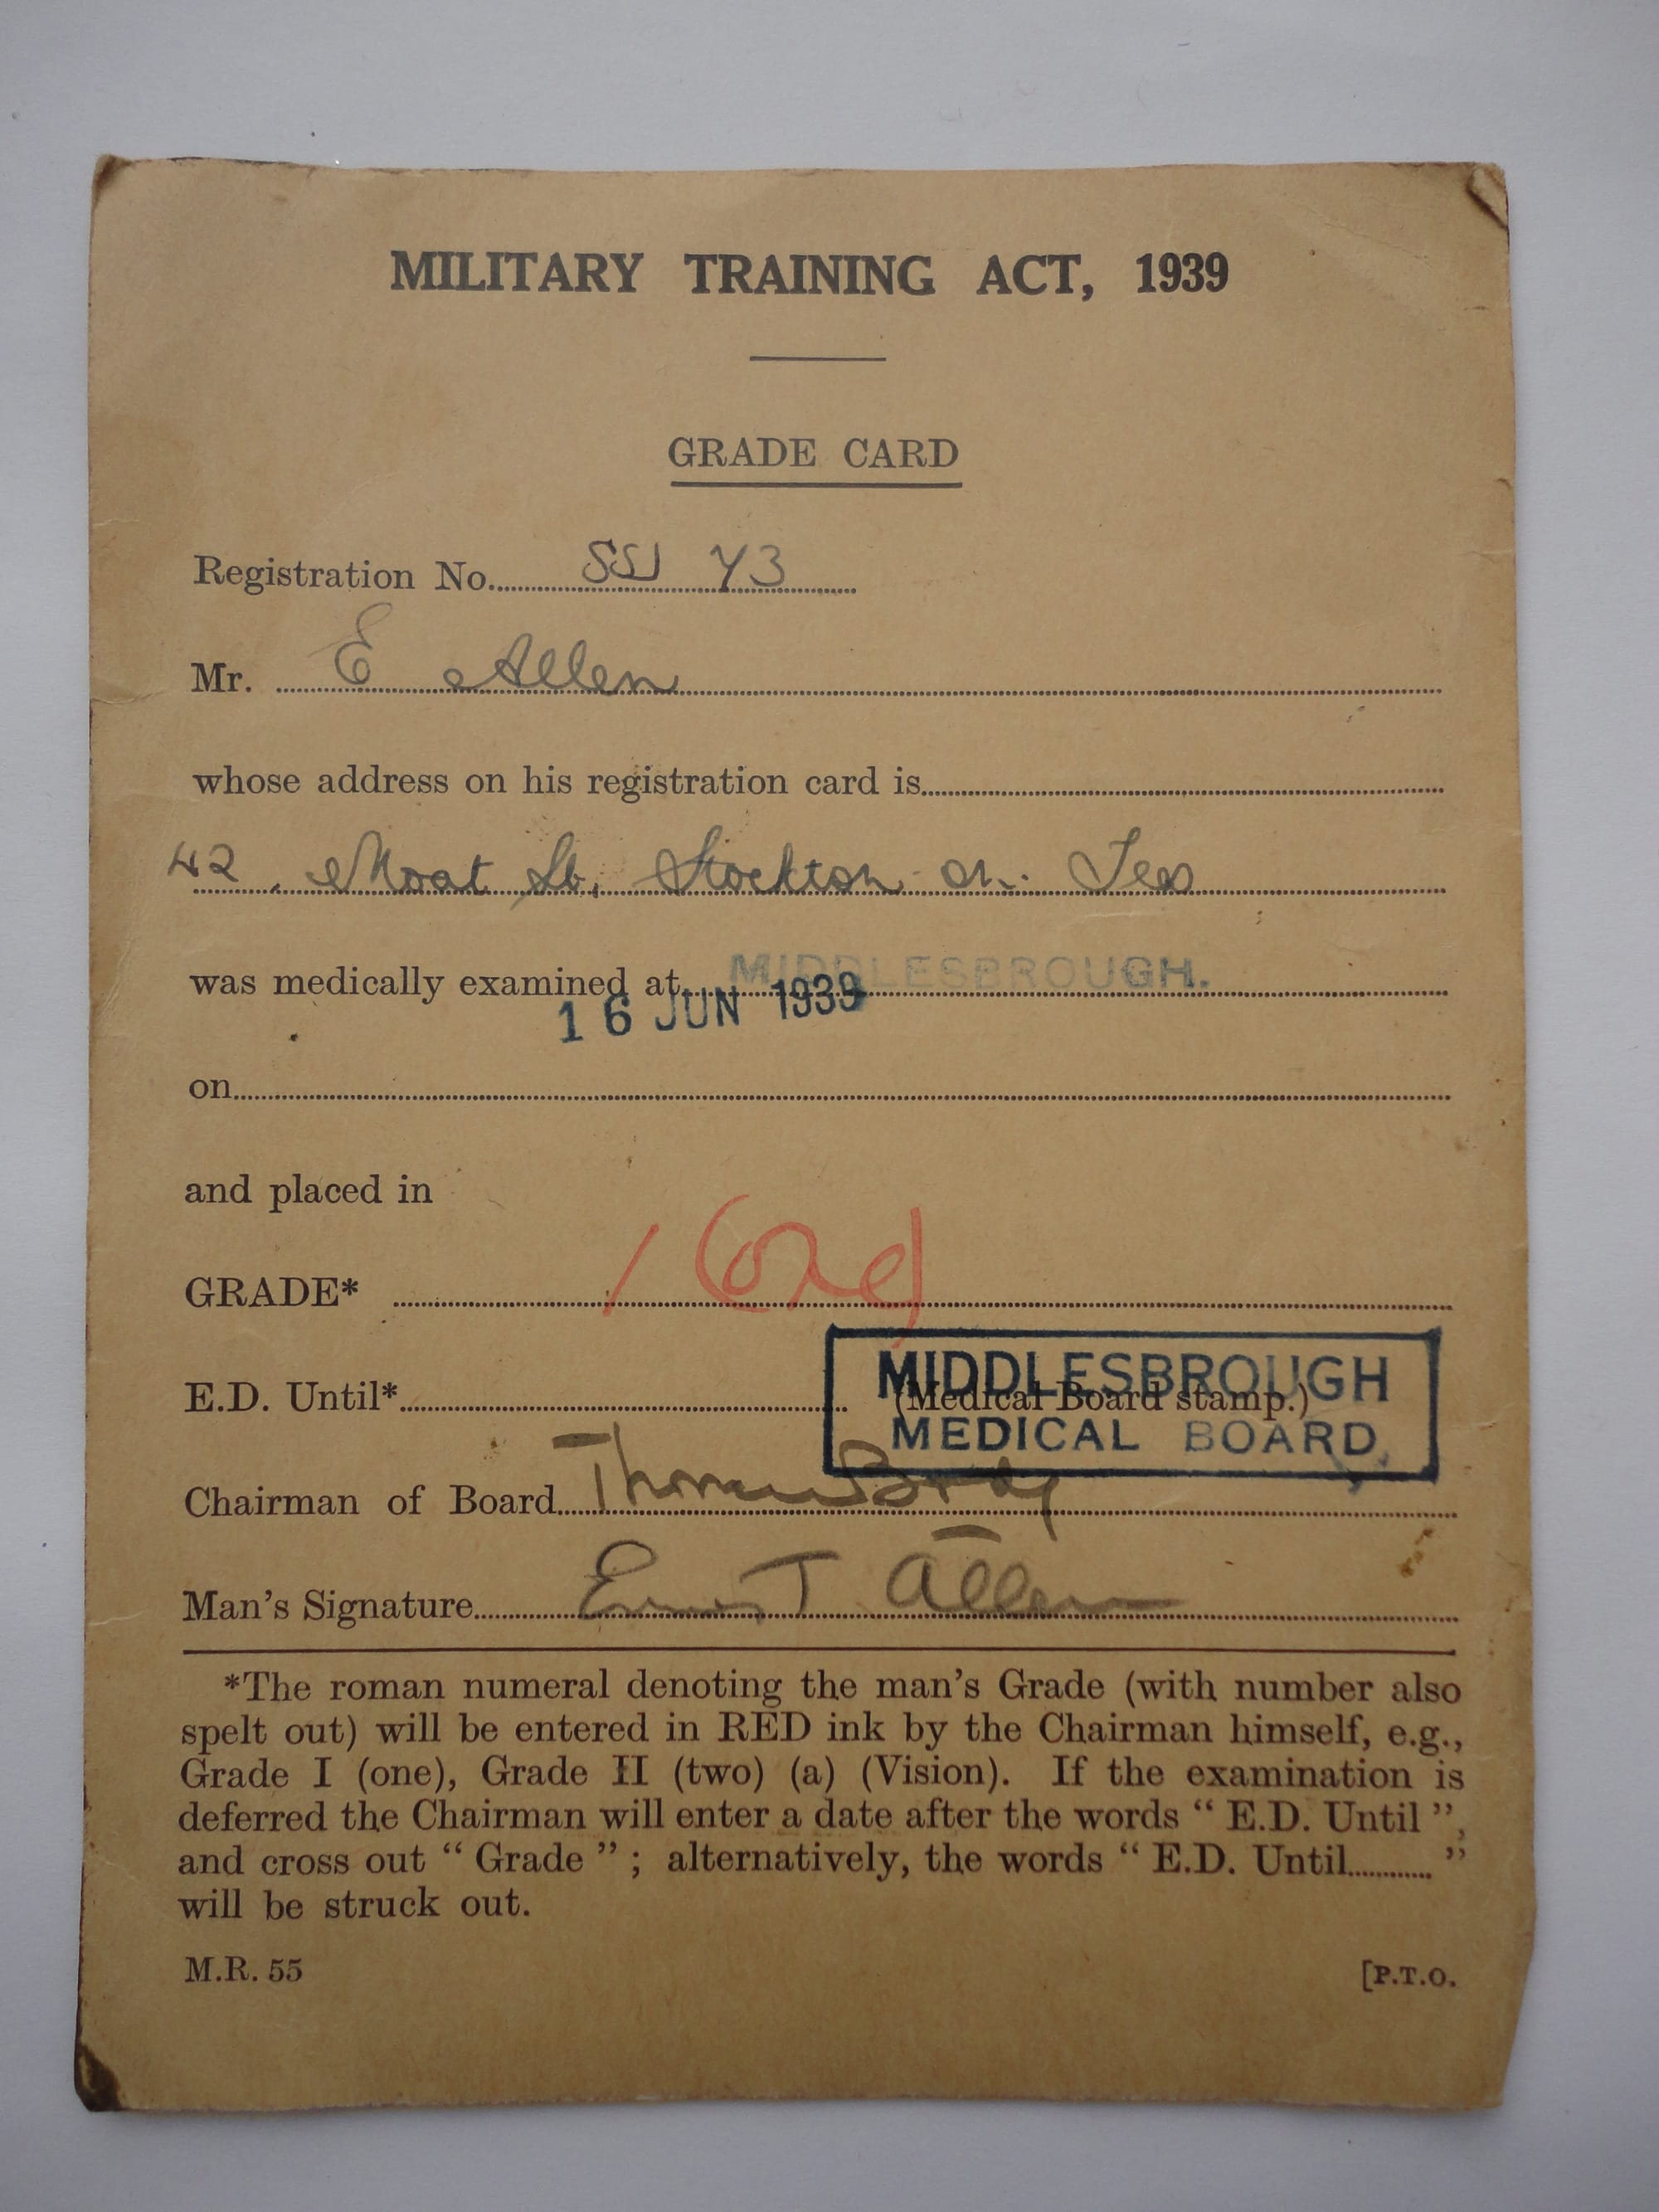 MILITARY TRAINING ACT, 1939
GRADE CARD
Registration No. SSJ Y3
Mr. E Allen
whose address on his registration card is
42, Moat St, Stockton on Tees
was medically examined at MIDDLESBROUGH.
16 JUN 1939
on
and placed in
GRADE* I (One)
E.D. Until* (Medical Board stamp.)
MIDDLESBROUGH
MEDICAL BOARD
Chairman of Board Thomas
Man's Signature Ernest Allen
*The roman numeral denoting the man's Grade (with number also
spelt out) will be entered in RED ink by the Chairman himself, e.g.,
Grade I (one), Grade II (two) (a) (Vision). If the examination is
deferred the Chairman will enter a date after the words " E.D. Until ",
and cross out " Grade " ; alternatively, the words " E.D. Until............ "
will be struck out.
M.R. 55
[P.T.O.